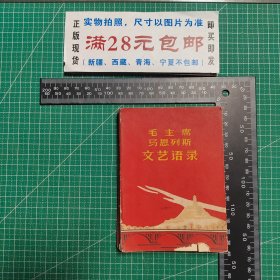 正版现货
实物拍照，尺寸以图片为准
满28元包邮
（新疆、西藏、青海、宁夏不包邮）
即买即发
毛主席
马恩列斯
文艺语录